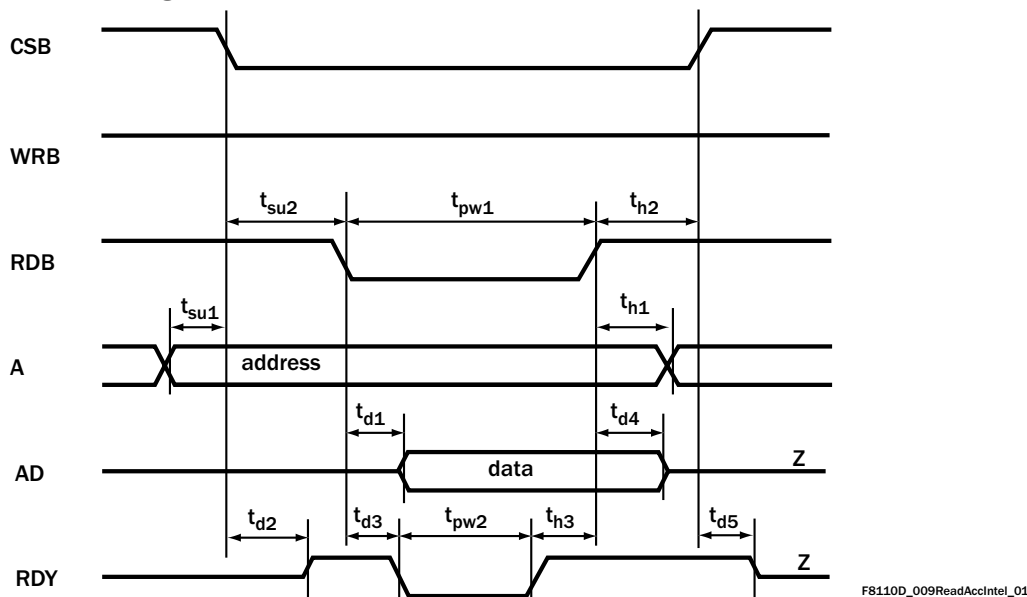 CSB
WRB
tsu2
tpw1
th2
RDB
tsu1
th1
A
address
td1
td4
AD
data
Z
td2
td3
tpw2
th3
td5
RDY
Z
F8110D_009ReadAccIntel_01